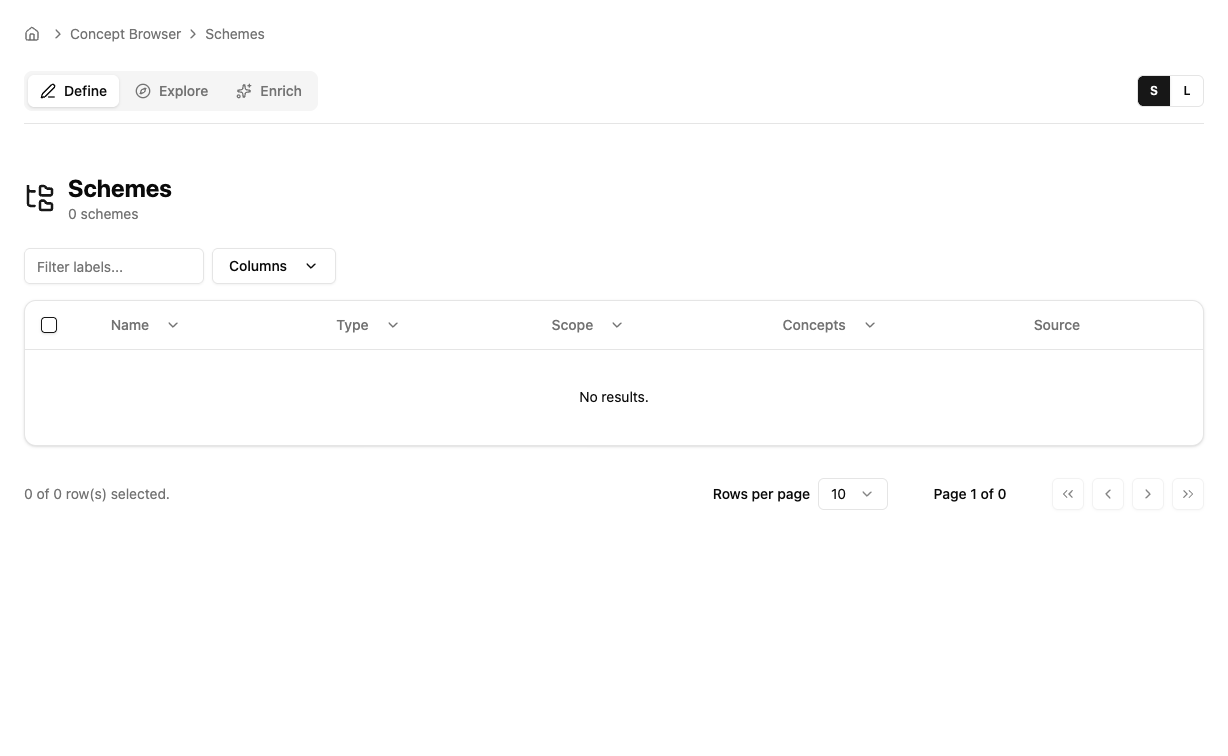 Concept Browser Schemes
Define Explore Enrich S L
Schemes
0 schemes
Filter labels... Columns
Name Type Scope Concepts Source
No results.
0 of 0 row(s) selected. Rows per page 10 Page 1 of 0